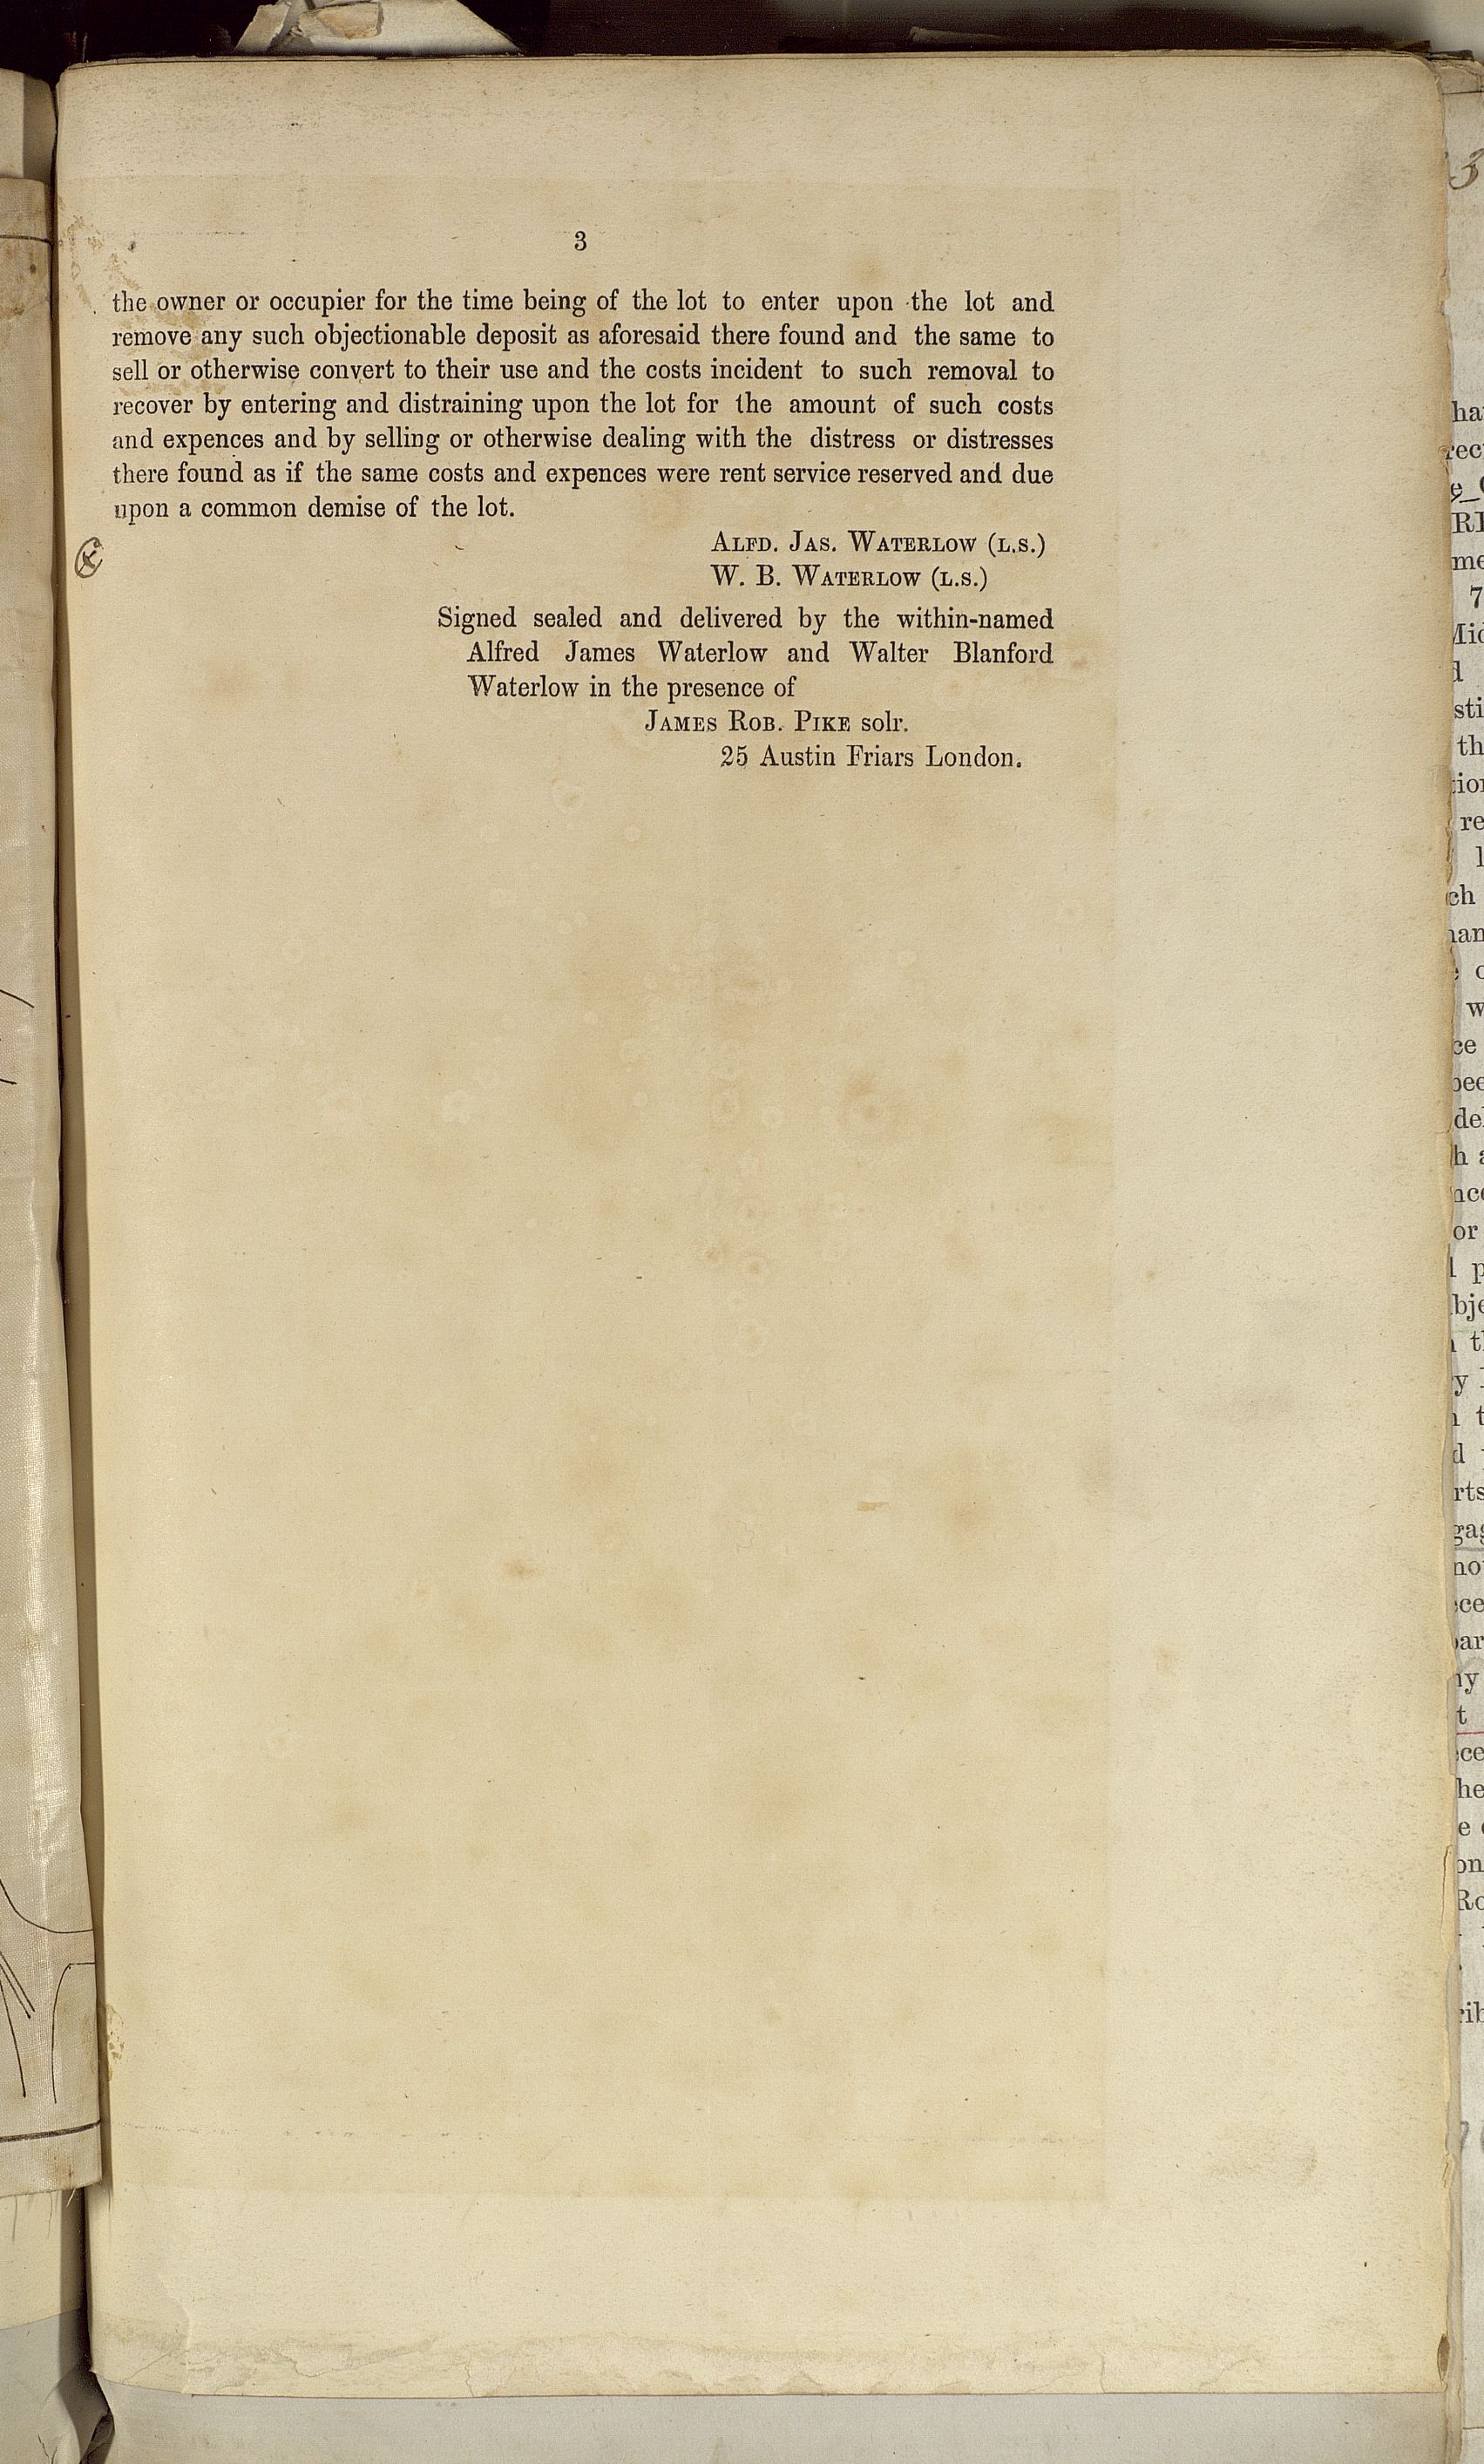 3
the owner or occupier for the time being of the lot to enter upon the lot and
remove any such objectionable deposit as aforesaid there found and the same to
sell or otherwise convert to their use and the costs incident to such removal to
recover by entering and distraining upon the lot for the amount of such costs
and expences and by selling or otherwise dealing with the distress or distresses
there found as if the same costs and expences were rent service reserved and due
upon a common demise of the lot.
ALFD. JAS. WATERLOW (L.S.)
W. B. WATERLOW (L.S.)
Signed sealed and delivered by the within-named
Alfred James Waterlow and Walter Blanford
Waterlow in the presence of
JAMES ROB. PIKE solr.
25 Austin Friars London.